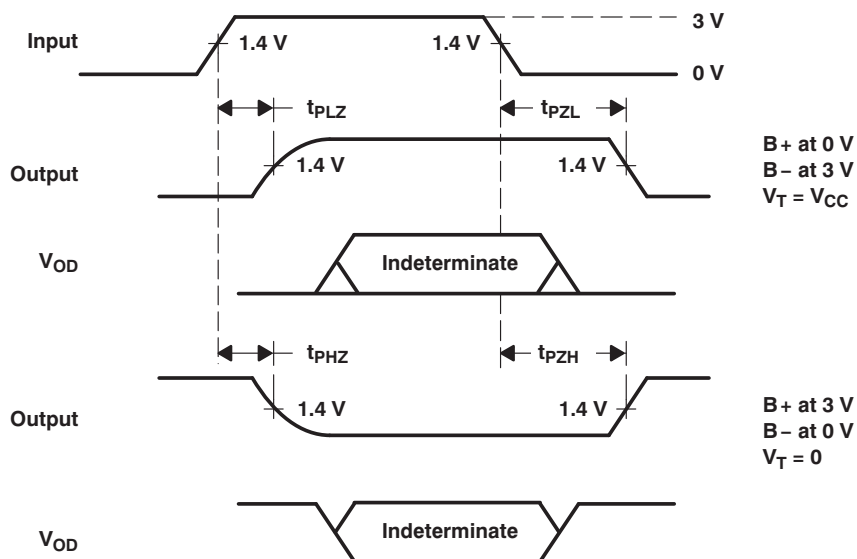 Input
1.4 V
1.4 V
3 V
0 V
tPLZ
tPZL
Output
1.4 V
1.4 V
B+ at 0 V
B− at 3 V
VT = VCC
VOD
Indeterminate
tPHZ
tPZH
Output
1.4 V
1.4 V
B+ at 3 V
B− at 0 V
VT = 0
VOD
Indeterminate